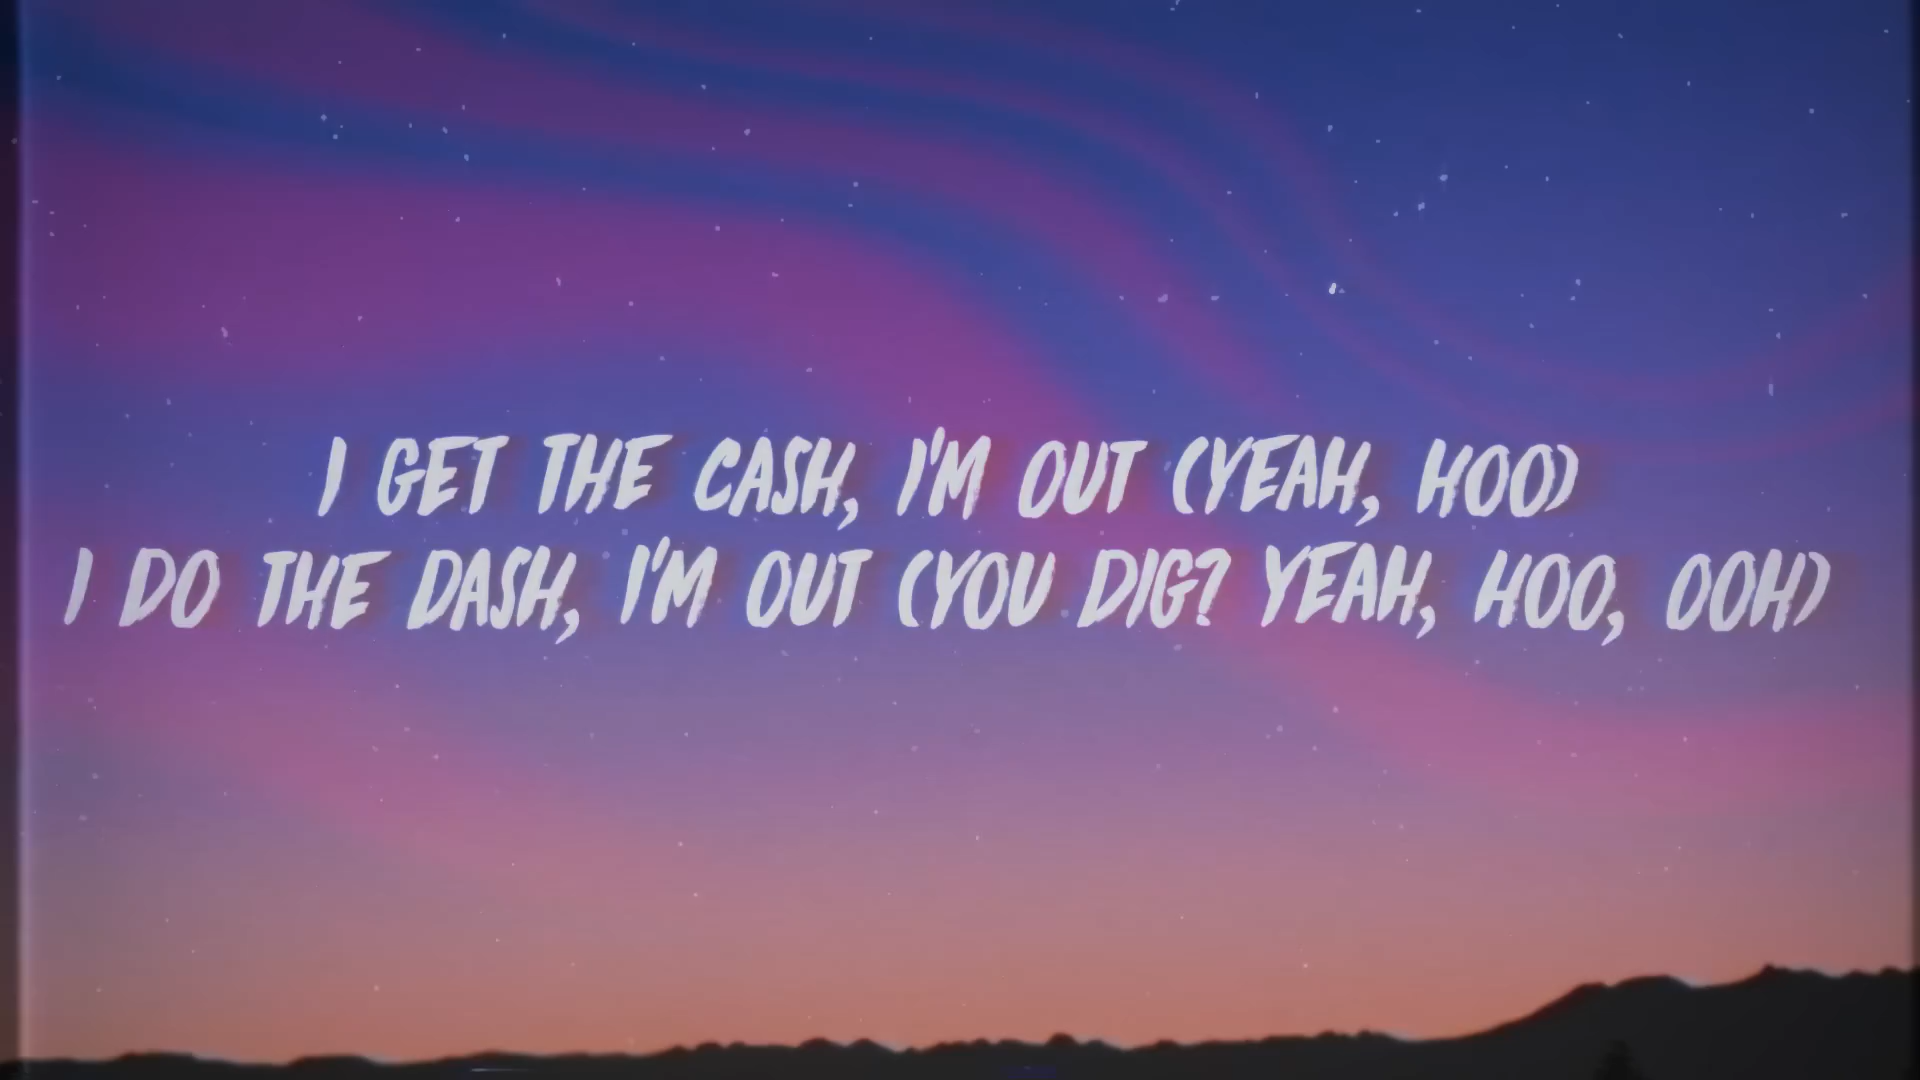 I GET THE CASH, I'M OUT (YEAH, HOO)
I DO THE DASH, I'M OUT (YOU DIG? YEAH, HOO, OOH)